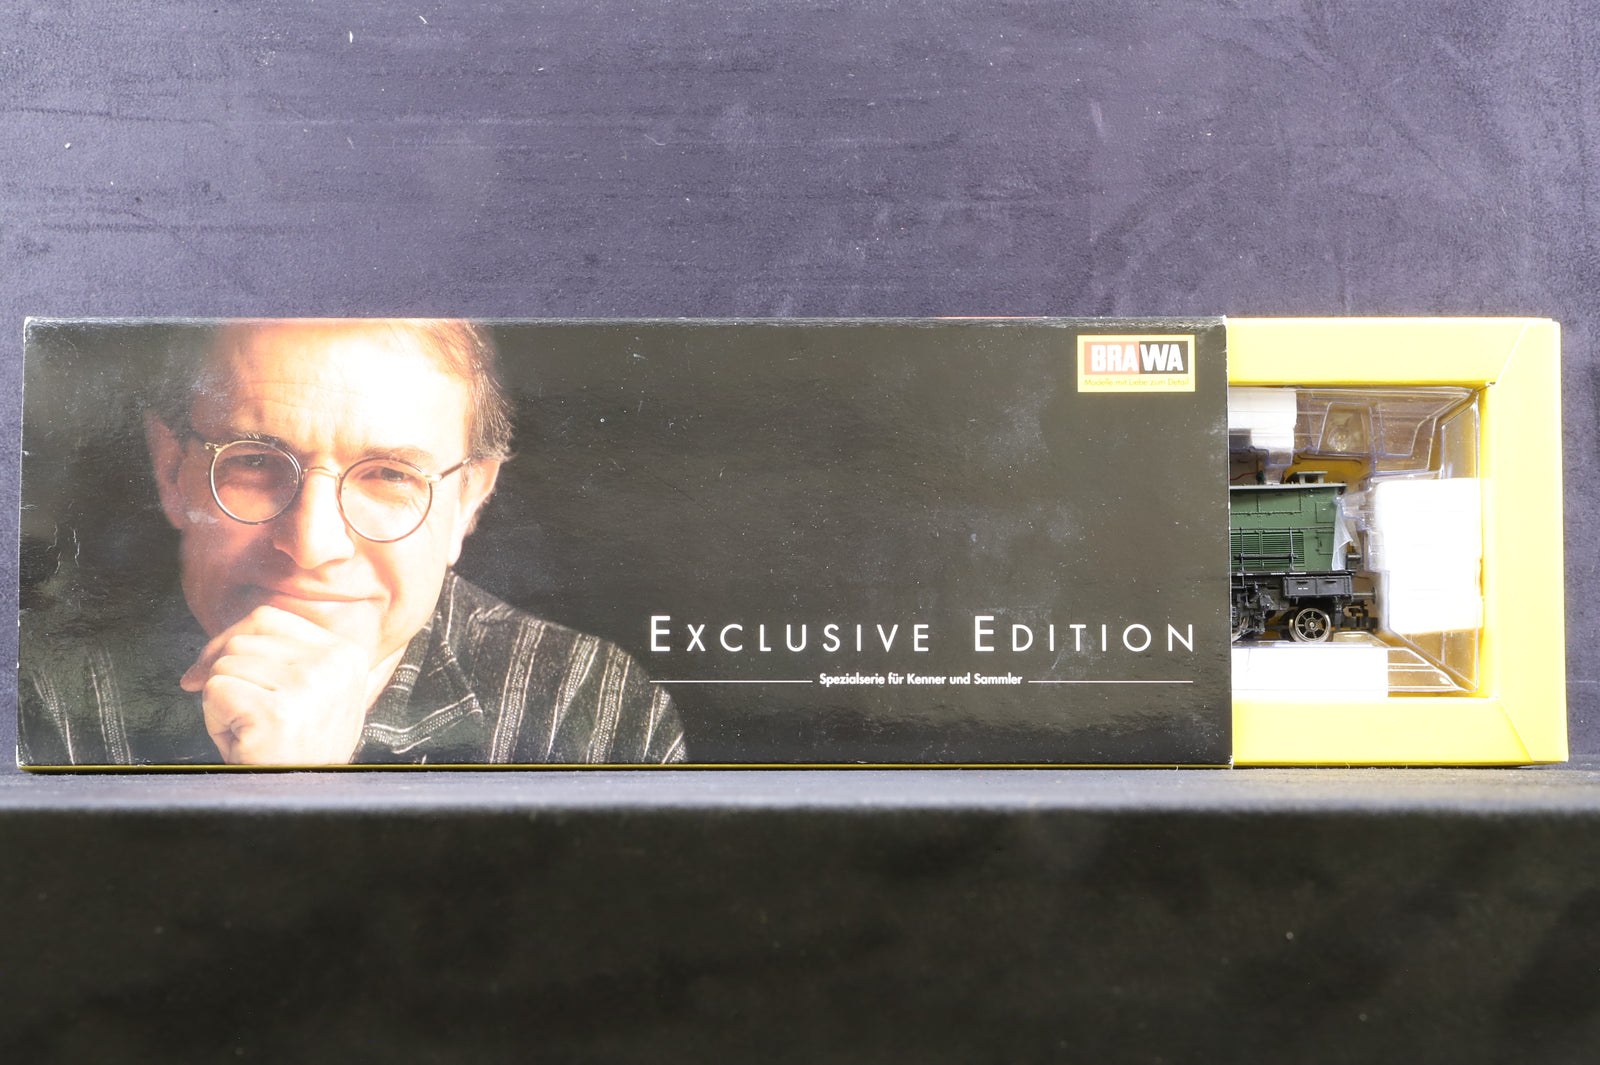 BRAWA
Modelle mit Liebe zum Detail
EXCLUSIVE EDITION
Spezialserie für Kenner und Sammler